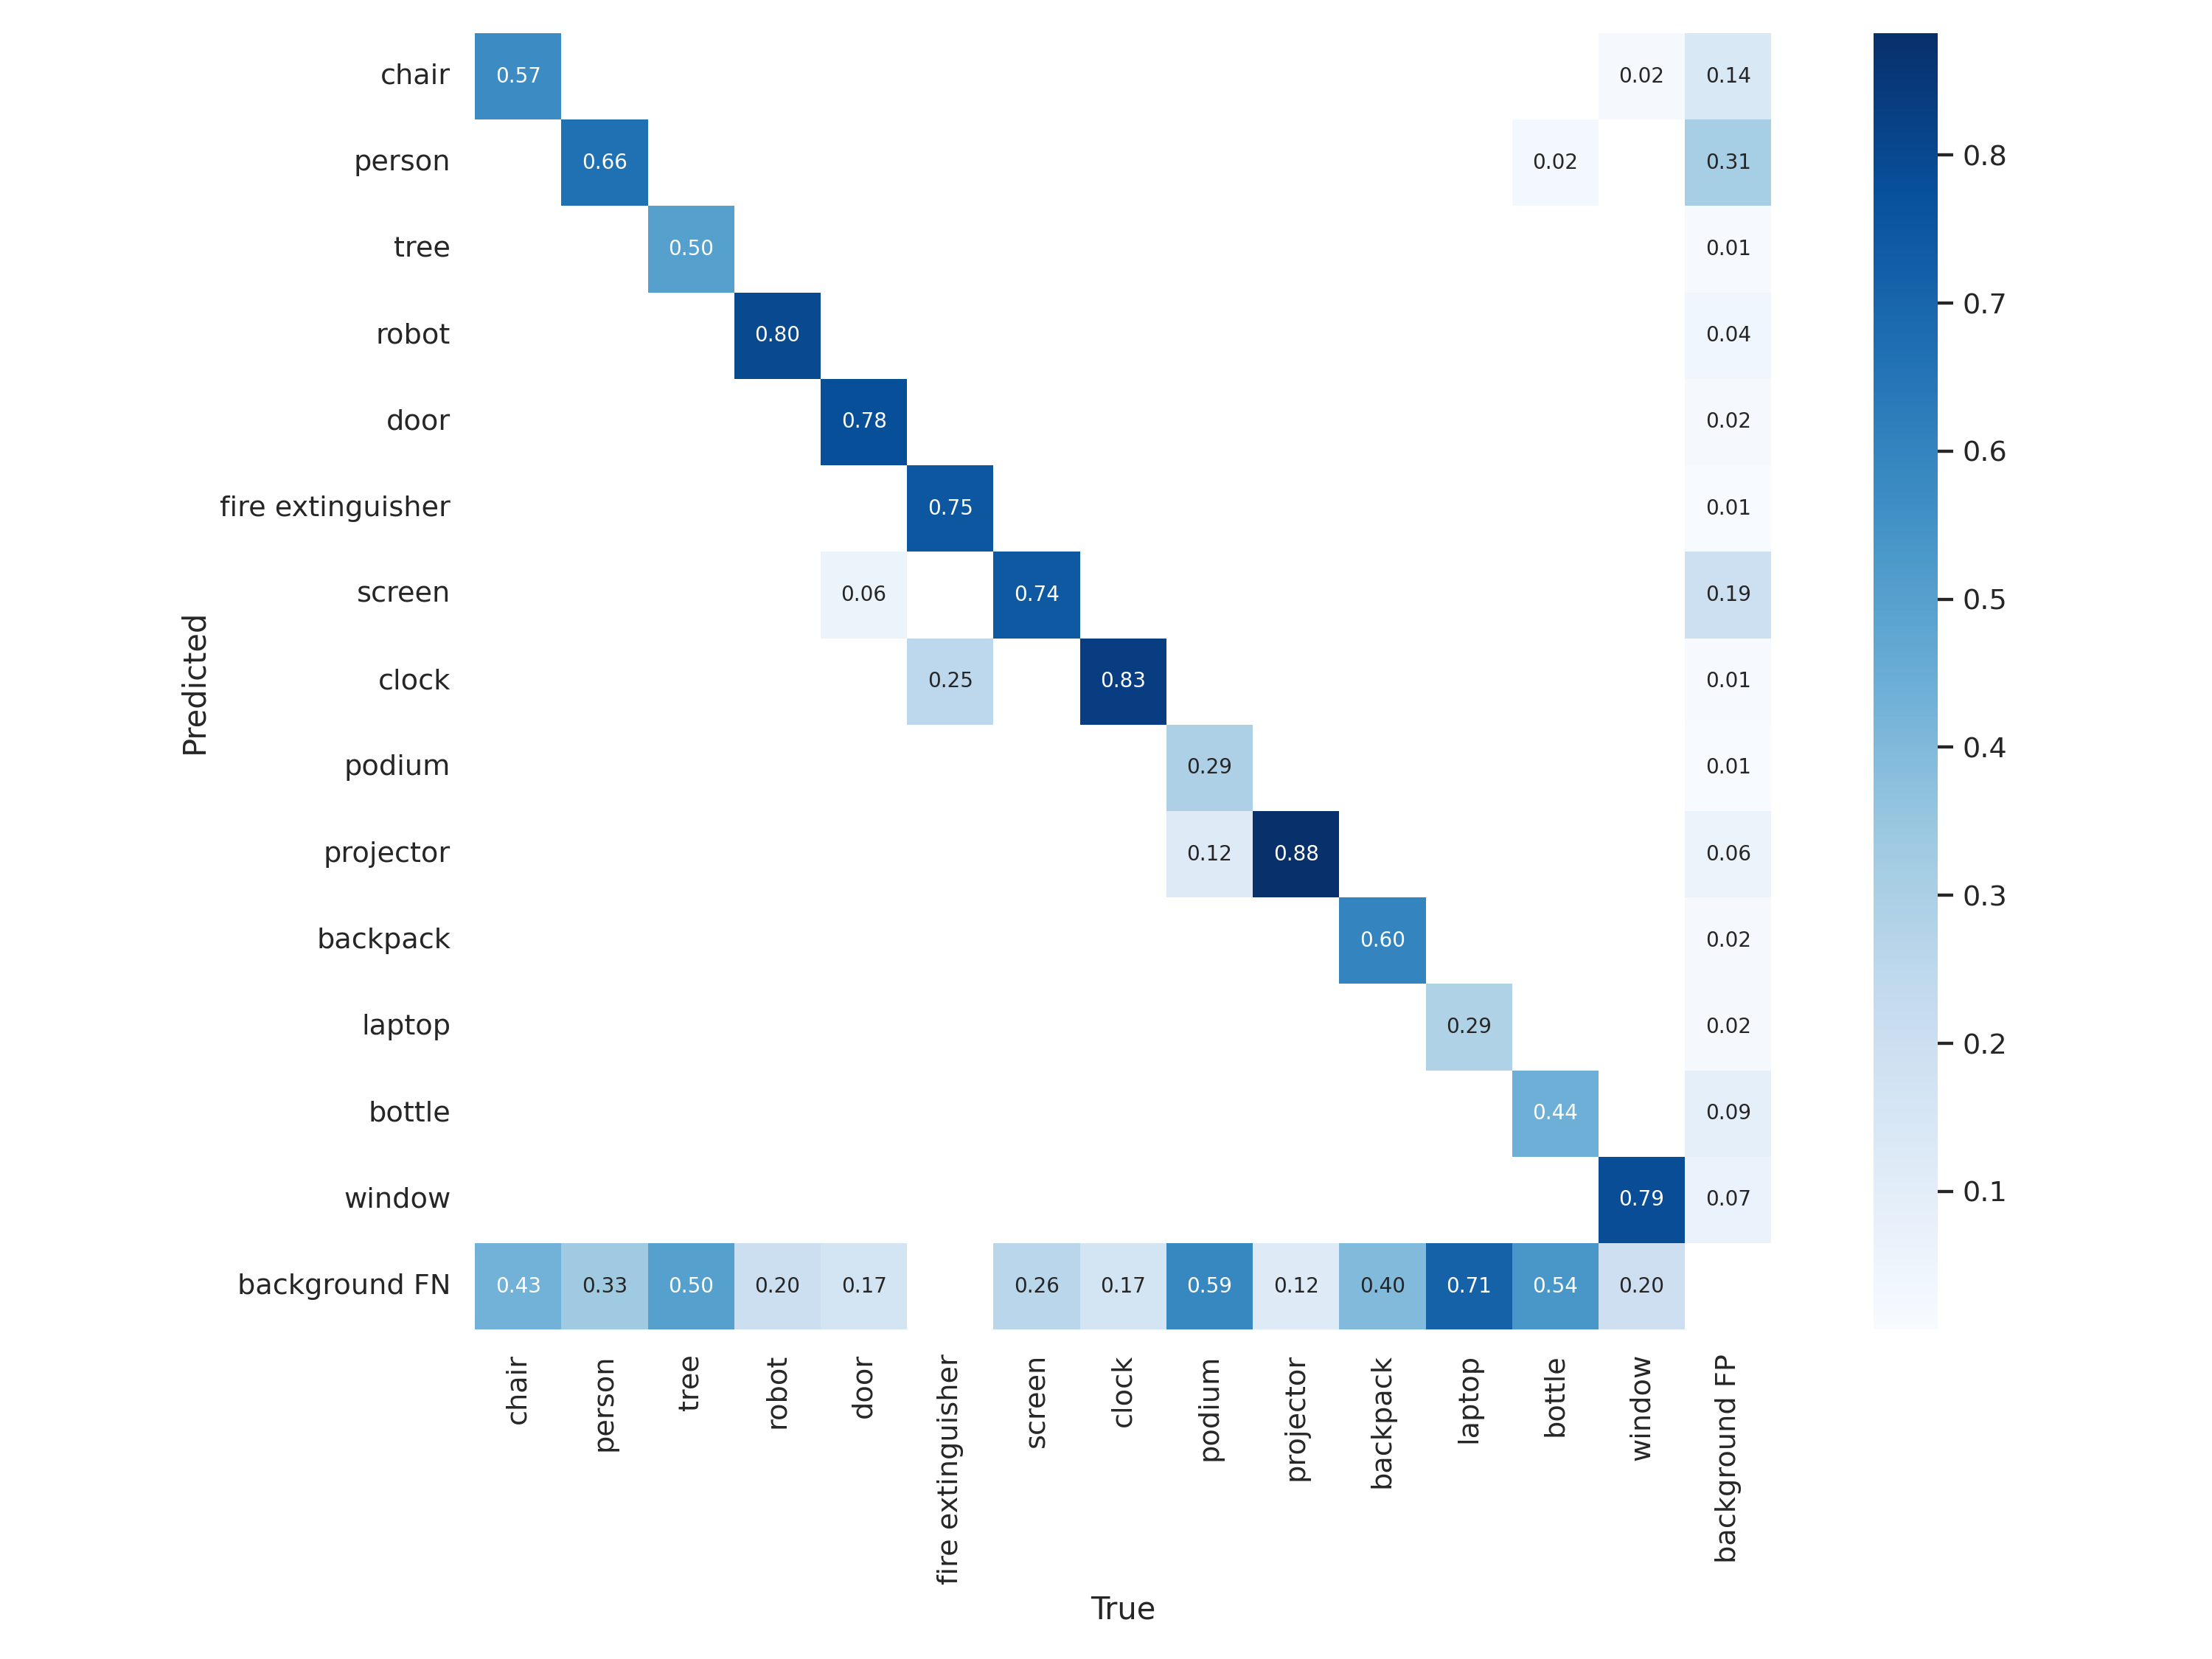 chair 0.57 0.02 0.14
person 0.66 0.02 0.31
tree 0.50 0.01
robot 0.80 0.04
door 0.78 0.02
fire extinguisher 0.75 0.01
screen 0.06 0.74 0.19
clock 0.25 0.83 0.01
podium 0.29 0.01
projector 0.12 0.88 0.06
backpack 0.60 0.02
laptop 0.29 0.02
bottle 0.44 0.09
window 0.79 0.07
background FN 0.43 0.33 0.50 0.20 0.17 0.26 0.17 0.59 0.12 0.40 0.71 0.54 0.20
Predicted
chair
person
tree
robot
door
fire extinguisher
screen
clock
podium
projector
backpack
laptop
bottle
window
background FP
True
0.8
0.7
0.6
0.5
0.4
0.3
0.2
0.1